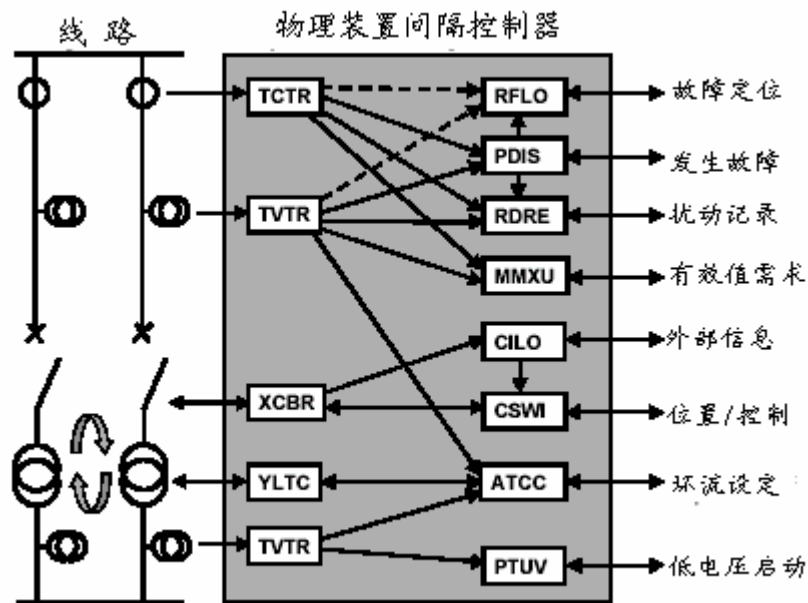 线 路
物理装置间隔控制器
TCTR
RFLO
故障定位
PDIS
发生故障
TVTR
RDRE
扰动记录
MMXU
有效值需求
CILO
外部信息
XCBR
CSWI
位置/控制
YLTC
ATCC
环流设定
TVTR
PTUV
低电压启动